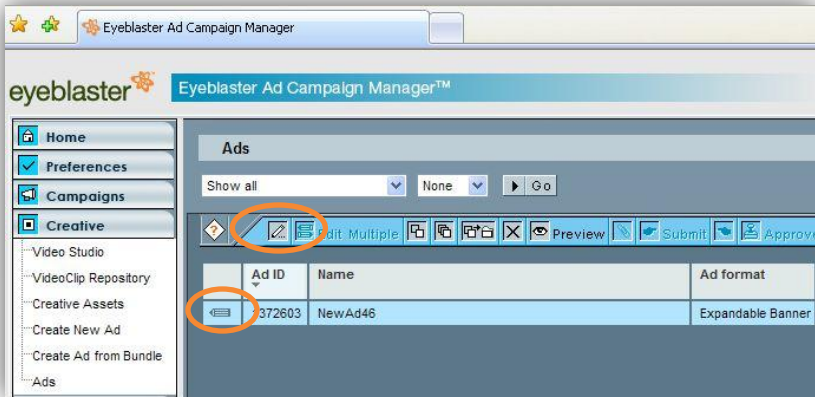 Eyeblaster Ad Campaign Manager
eyeblaster
Eyeblaster Ad Campaign Manager™
Home
Preferences
Campaigns
Creative
Video Studio
VideoClip Repository
Creative Assets
Create New Ad
Create Ad from Bundle
Ads
Ads
Show all None Go
? Edit Multiple Preview Submit Approve
Ad ID Name Ad format
1372603 NewAd46 Expandable Banner